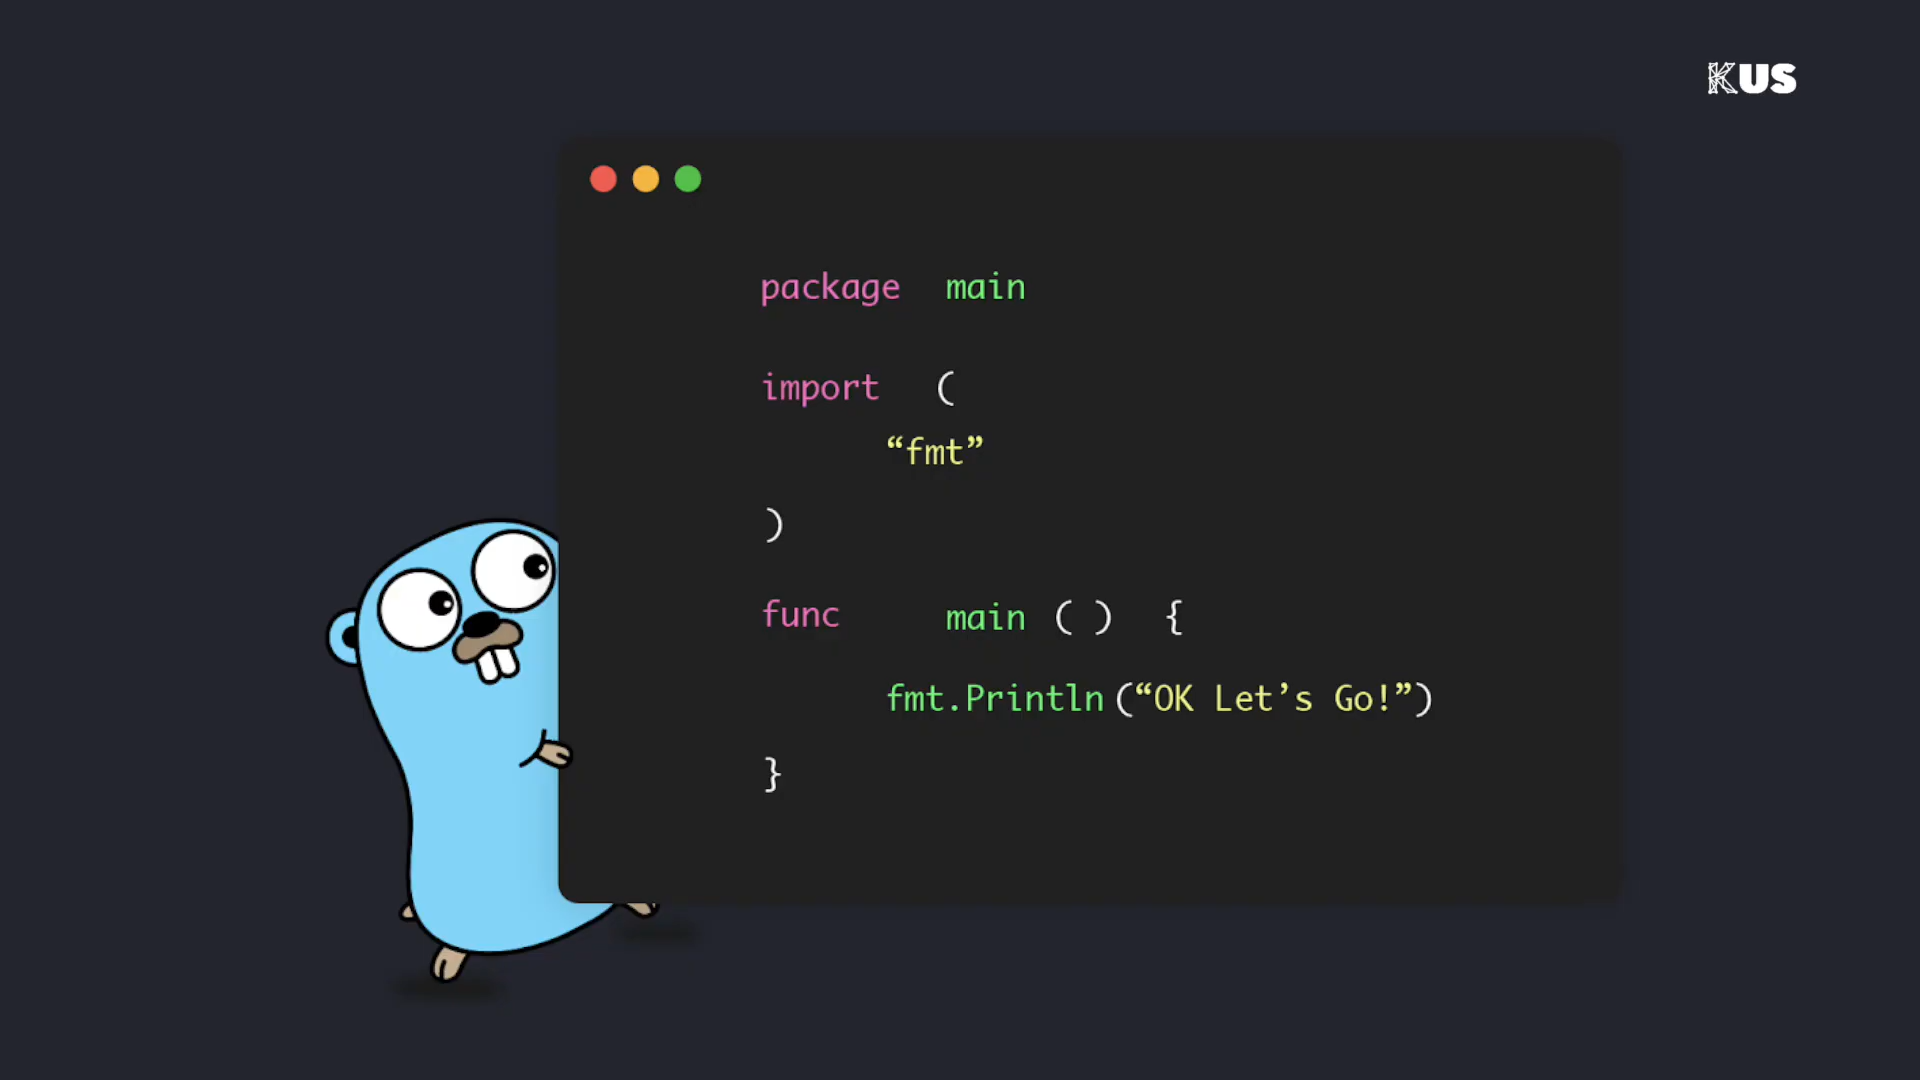 KUS
package main
import (
“fmt”
)
func main ( ) {
fmt.Println (“OK Let’s Go!”)
}